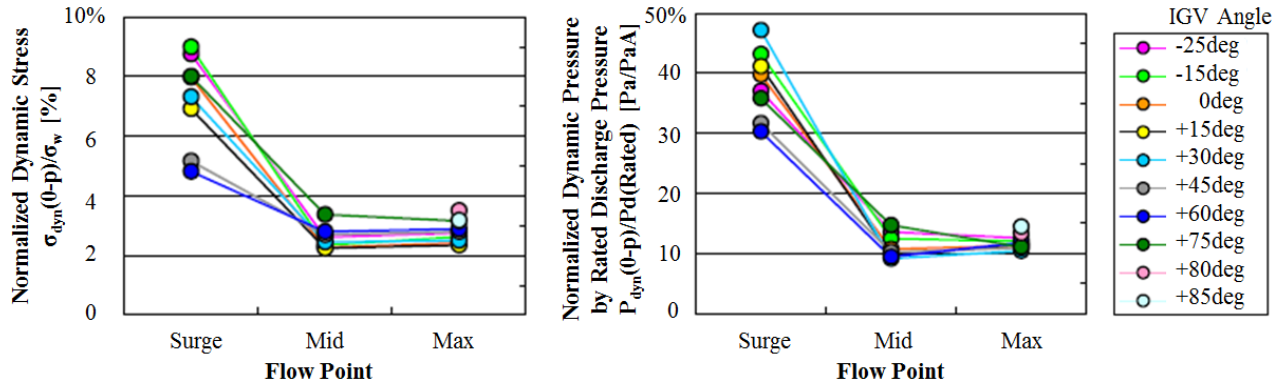 Normalized Dynamic Stress
σdyn(0-p)/σw [%]
10%
8
6
4
2
0
Surge
Mid
Max
Flow Point
Normalized Dynamic Pressure
by Rated Discharge Pressure
Pdyn(0-p)/Pd(Rated) [Pa/PaA]
50%
40
30
20
10
0
Surge
Mid
Max
Flow Point
IGV Angle
-25deg
-15deg
0deg
+15deg
+30deg
+45deg
+60deg
+75deg
+80deg
+85deg